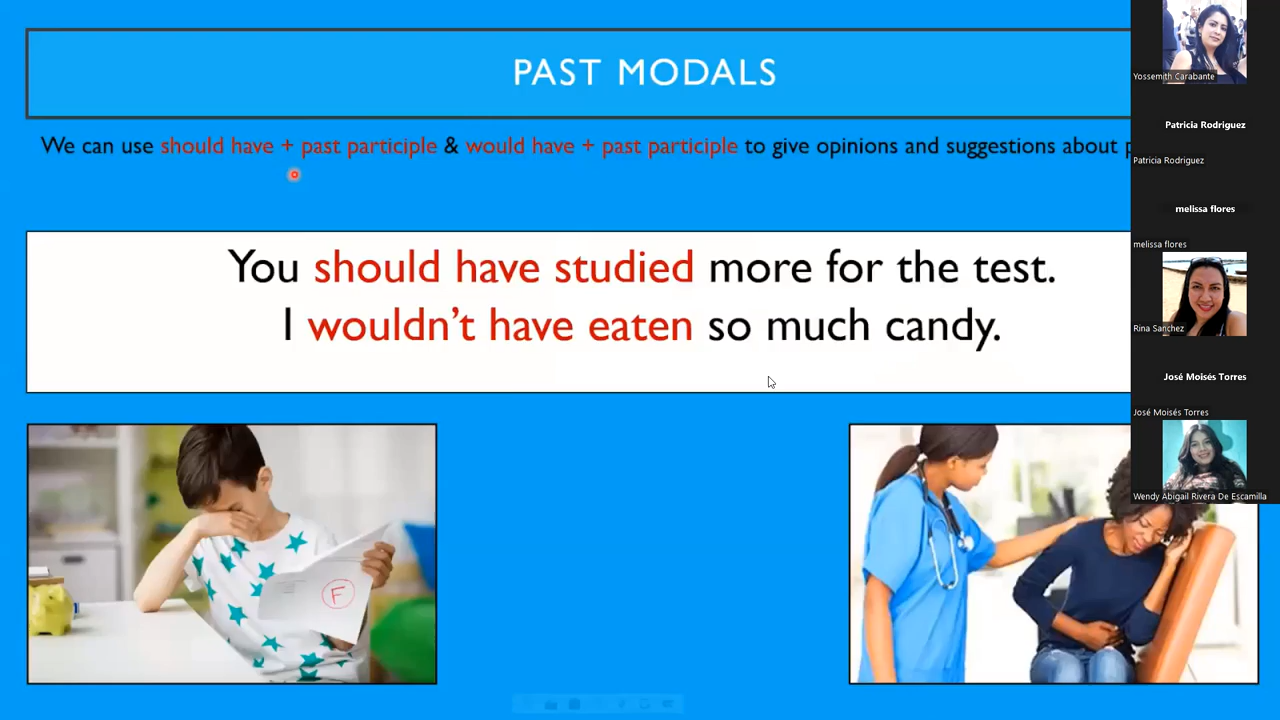 PAST MODALS
We can use should have + past participle & would have + past participle to give opinions and suggestions about
You should have studied more for the test.
I wouldn't have eaten so much candy.
F
Yossemith Carabante
Patricia Rodriguez
Patricia Rodriguez
melissa flores
melissa flores
Rina Sanchez
José Moisés Torres
José Moisés Torres
Wendy Abigail Rivera De Escamilla